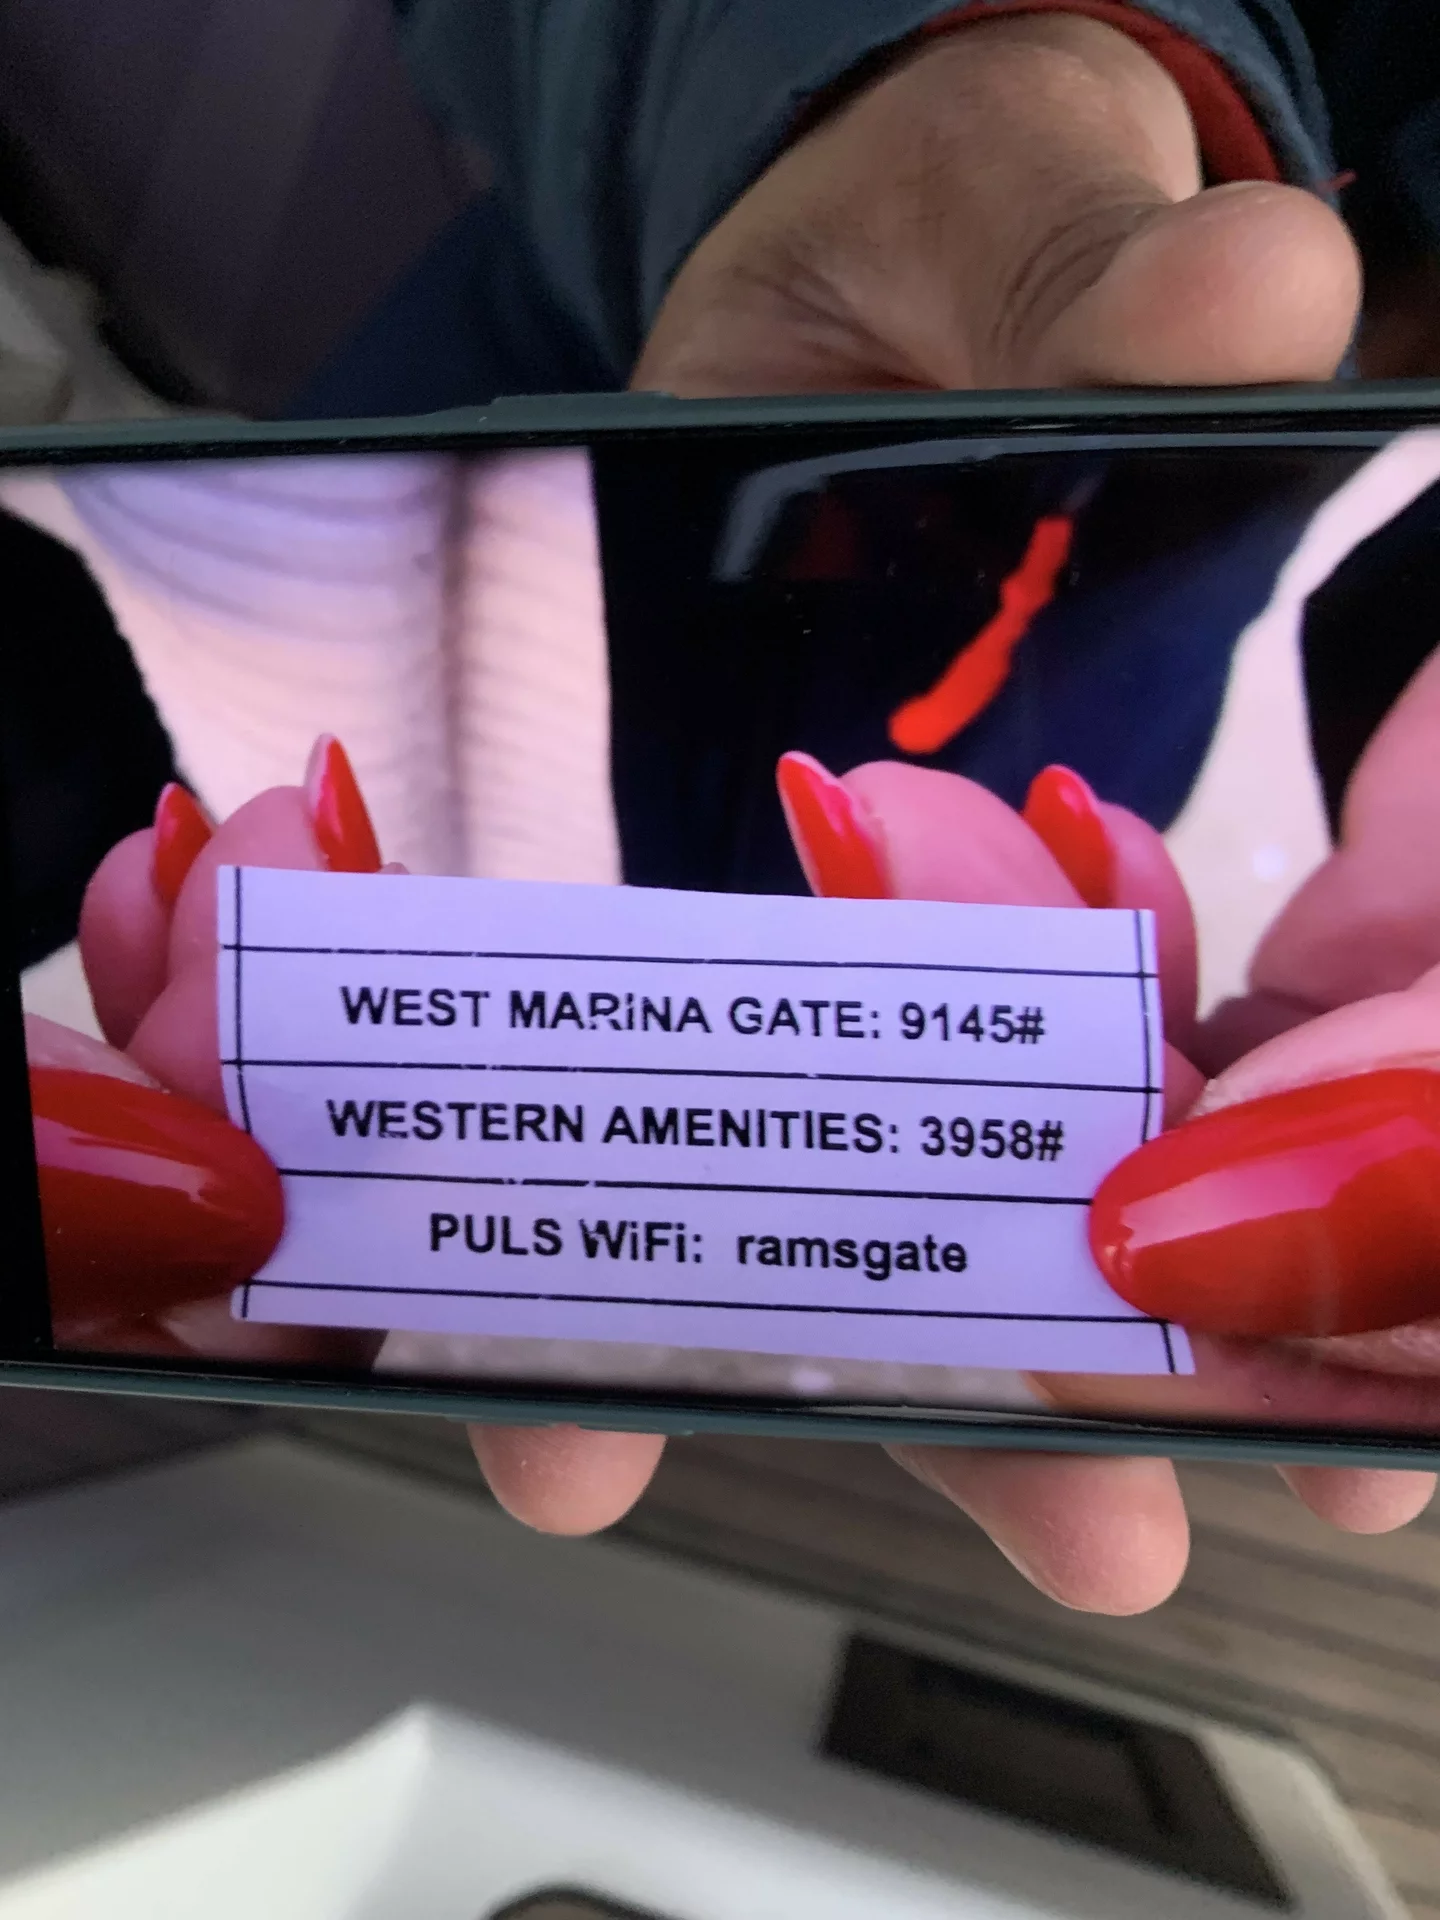 WEST MARINA GATE: 9145#
WESTERN AMENITIES: 3958#
PULS WiFi: ramsgate